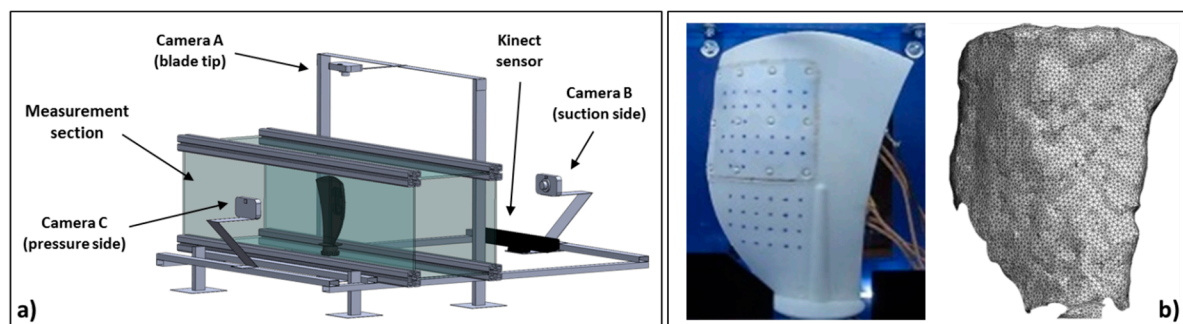 Camera A
(blade tip)
Kinect
sensor
Camera B
(suction side)
Measurement
section
Camera C
(pressure side)
a)
b)